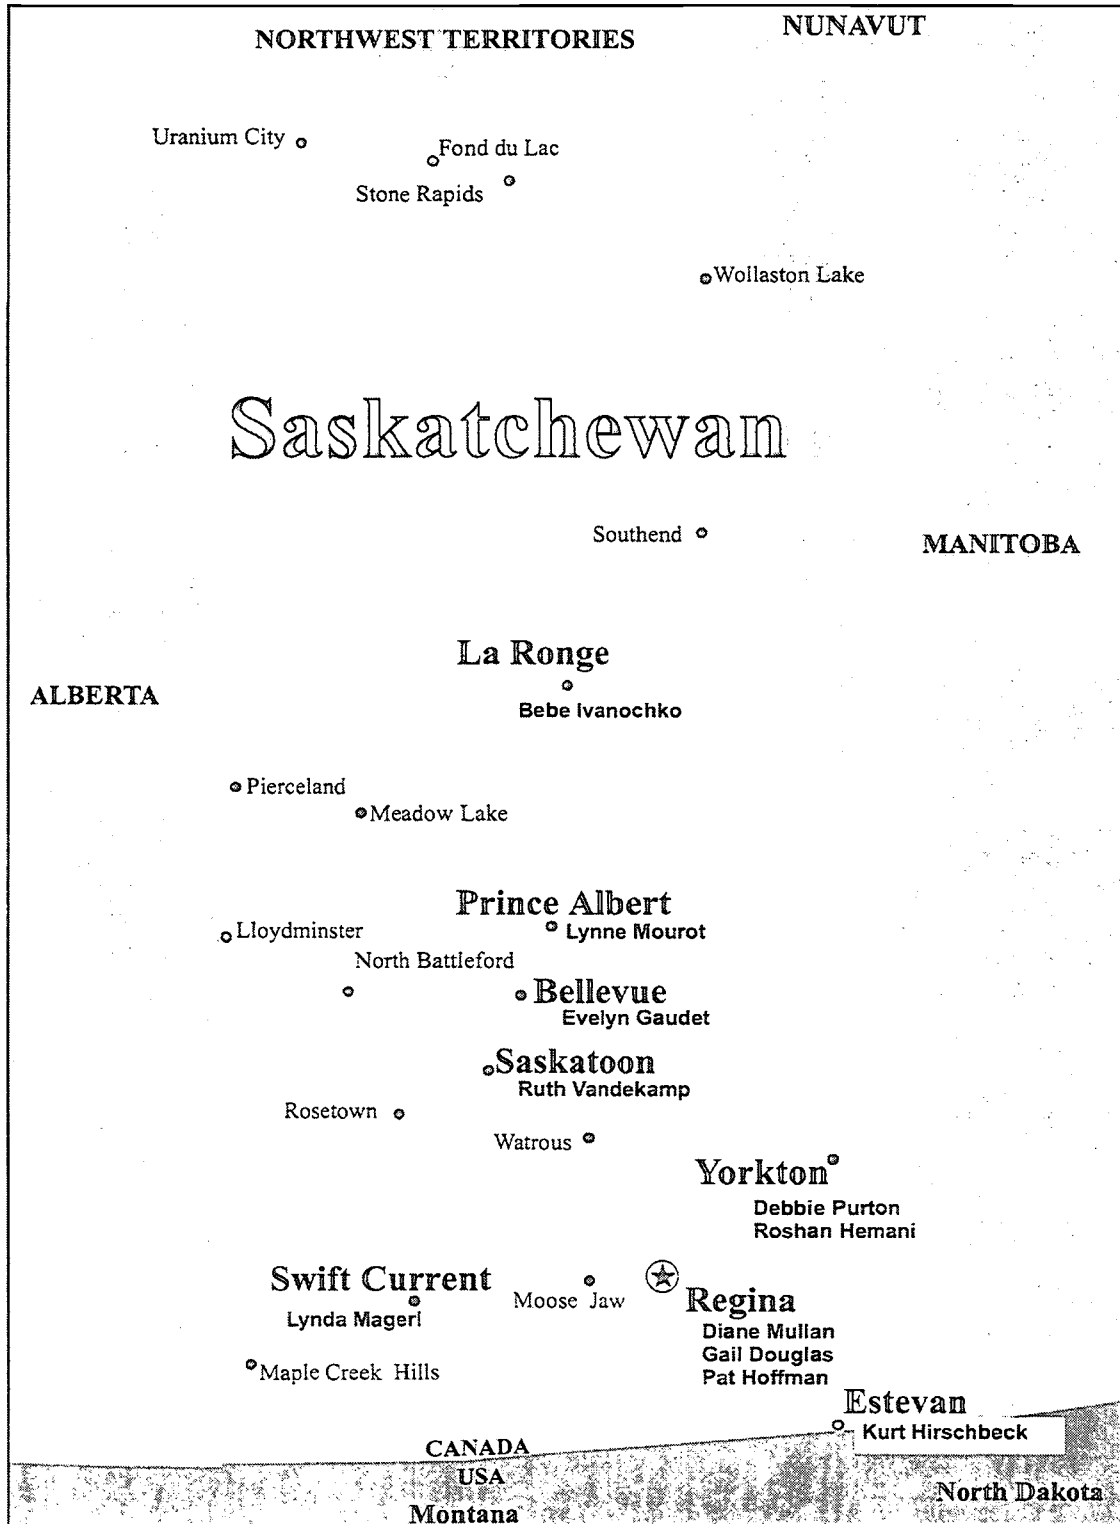 NORTHWEST TERRITORIES
NUNAVUT
Uranium City
Fond du Lac
Stone Rapids
Wollaston Lake
Saskatchewan
Southend
MANITOBA
La Ronge
Bebe Ivanochko
ALBERTA
Pierceland
Meadow Lake
Prince Albert
Lynne Mourot
Lloydminster
North Battleford
Bellevue
Evelyn Gaudet
Saskatoon
Ruth Vandekamp
Rosetown
Watrous
Yorkton
Debbie Purton
Roshan Hemani
Swift Current
Lynda Magerl
Moose Jaw
Regina
Diane Mullan
Gail Douglas
Pat Hoffman
Maple Creek Hills
Estevan
Kurt Hirschbeck
CANADA
USA
Montana
North Dakota